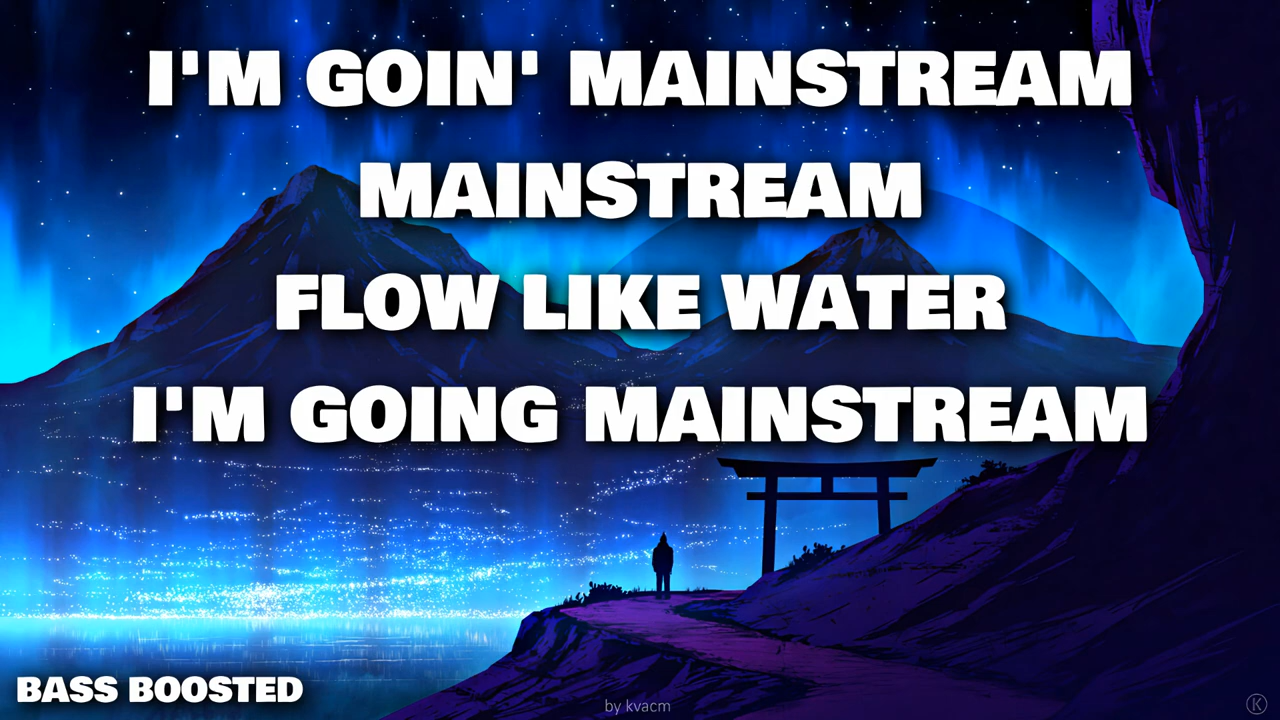 I'M GOIN' MAINSTREAM
MAINSTREAM
FLOW LIKE WATER
I'M GOING MAINSTREAM
BASS BOOSTED
by kvacm
K